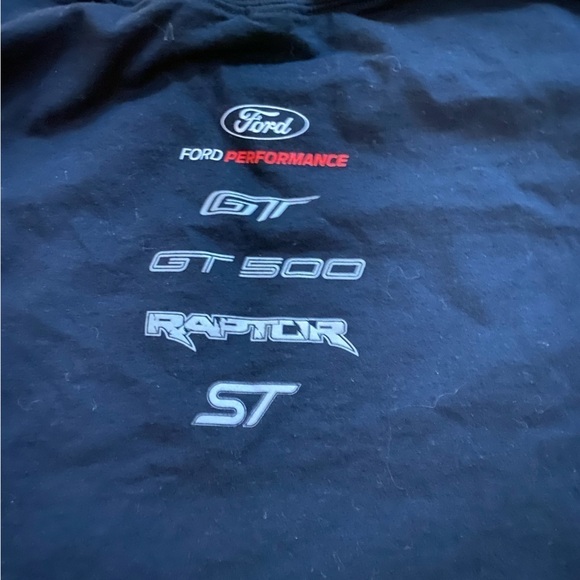 Ford
FORD PERFORMANCE
GT
GT 500
RAPTOR
ST